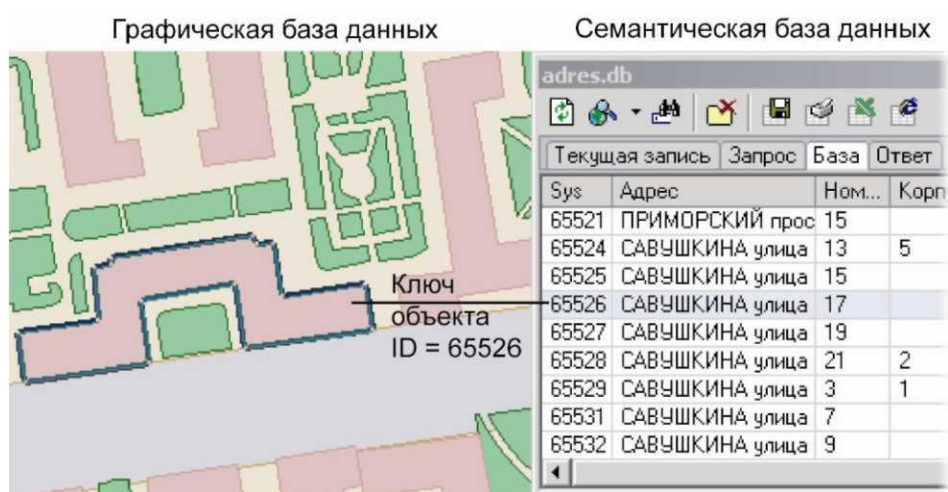 Графическая база данных
Семантическая база данных
adres.db
Текущая запись Запрос База Ответ
Sys Адрес Ном... Корп
65521 ПРИМОРСКИЙ прос 15
65524 САВУШКИНА улица 13 5
65525 САВУШКИНА улица 15
65526 САВУШКИНА улица 17
65527 САВУШКИНА улица 19
65528 САВУШКИНА улица 21 2
65529 САВУШКИНА улица 3 1
65531 САВУШКИНА улица 7
65532 САВУШКИНА улица 9
Ключ
объекта
ID = 65526